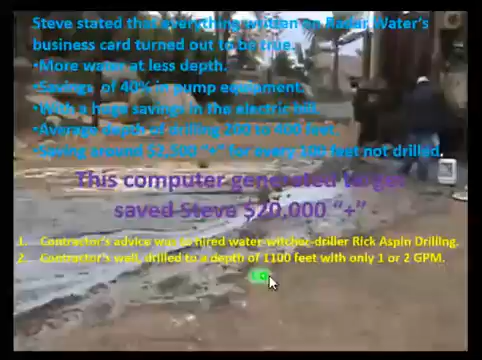 Steve stated that everything written on Radar Water's
business card turned out to be true.
•More water at less depth.
•Savings of 40% in pump equipment.
•With a huge savings in the electric bill.
•Average depth of drilling 200 to 400 feet.
•Saving around $2,500 "+" for every 100 feet not drilled.
This computer generated target
saved Steve $20,000 "+"
1. Contractor's advice was to hired water-witcher-driller Rick Aspin Drilling.
2. Contractor's well, drilled to a depth of 1100 feet with only 1 or 2 GPM.